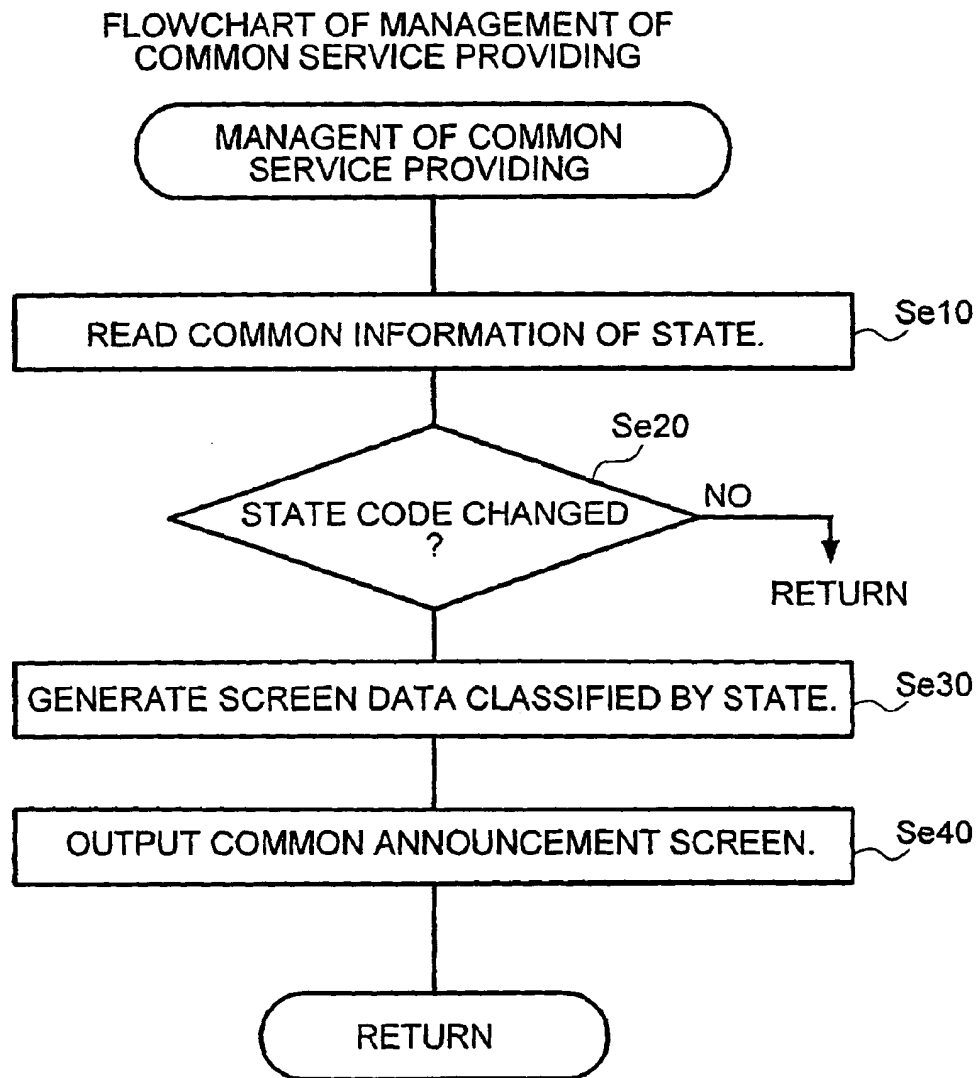 FLOWCHART OF MANAGEMENT OF
COMMON SERVICE PROVIDING
MANAGENT OF COMMON
SERVICE PROVIDING
READ COMMON INFORMATION OF STATE.
Se10
Se20
STATE CODE CHANGED
?
NO
RETURN
GENERATE SCREEN DATA CLASSIFIED BY STATE.
Se30
OUTPUT COMMON ANNOUNCEMENT SCREEN.
Se40
RETURN